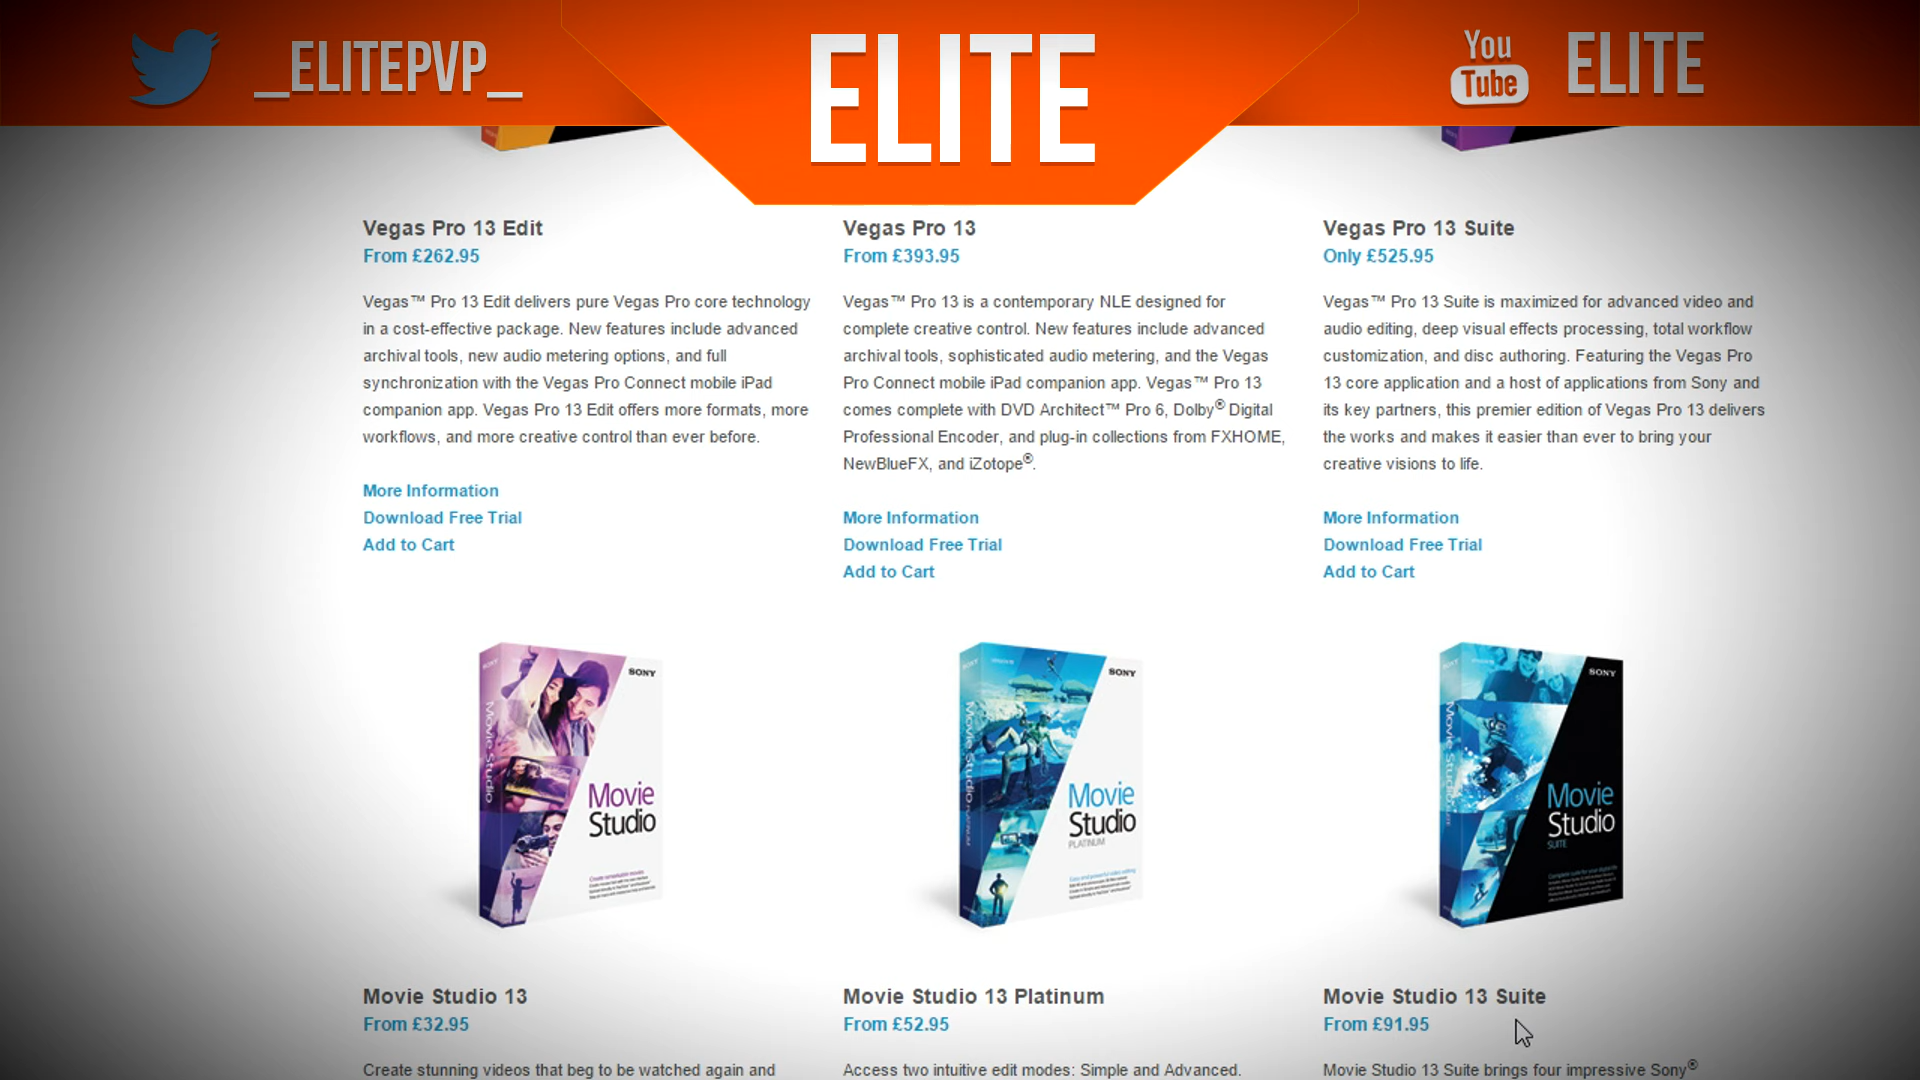 _ELITEPVP_
ELITE
You
Tube
ELITE
Vegas Pro 13 Edit
From £262.95
Vegas™ Pro 13 Edit delivers pure Vegas Pro core technology
in a cost-effective package. New features include advanced
archival tools, new audio metering options, and full
synchronization with the Vegas Pro Connect mobile iPad
companion app. Vegas Pro 13 Edit offers more formats, more
workflows, and more creative control than ever before.
More Information
Download Free Trial
Add to Cart
Vegas Pro 13
From £393.95
Vegas™ Pro 13 is a contemporary NLE designed for
complete creative control. New features include advanced
archival tools, sophisticated audio metering, and the Vegas
Pro Connect mobile iPad companion app. Vegas™ Pro 13
comes complete with DVD Architect™ Pro 6, Dolby® Digital
Professional Encoder, and plug-in collections from FXHOME,
NewBlueFX, and iZotope®.
More Information
Download Free Trial
Add to Cart
Vegas Pro 13 Suite
Only £525.95
Vegas™ Pro 13 Suite is maximized for advanced video and
audio editing, deep visual effects processing, total workflow
customization, and disc authoring. Featuring the Vegas Pro
13 core application and a host of applications from Sony and
its key partners, this premier edition of Vegas Pro 13 delivers
the works and makes it easier than ever to bring your
creative visions to life.
More Information
Download Free Trial
Add to Cart
SONY
SONY
Movie Studio
Movie
Studio
Create remarkable movies
SONY
SONY
Movie Studio PLATINUM
Movie
Studio
PLATINUM
Easy and powerful video editing
SONY
SONY
Movie Studio SUITE
Movie
Studio
SUITE
Movie Studio 13
From £32.95
Create stunning videos that beg to be watched again and
Movie Studio 13 Platinum
From £52.95
Access two intuitive edit modes: Simple and Advanced.
Movie Studio 13 Suite
From £91.95
Movie Studio 13 Suite brings four impressive Sony®